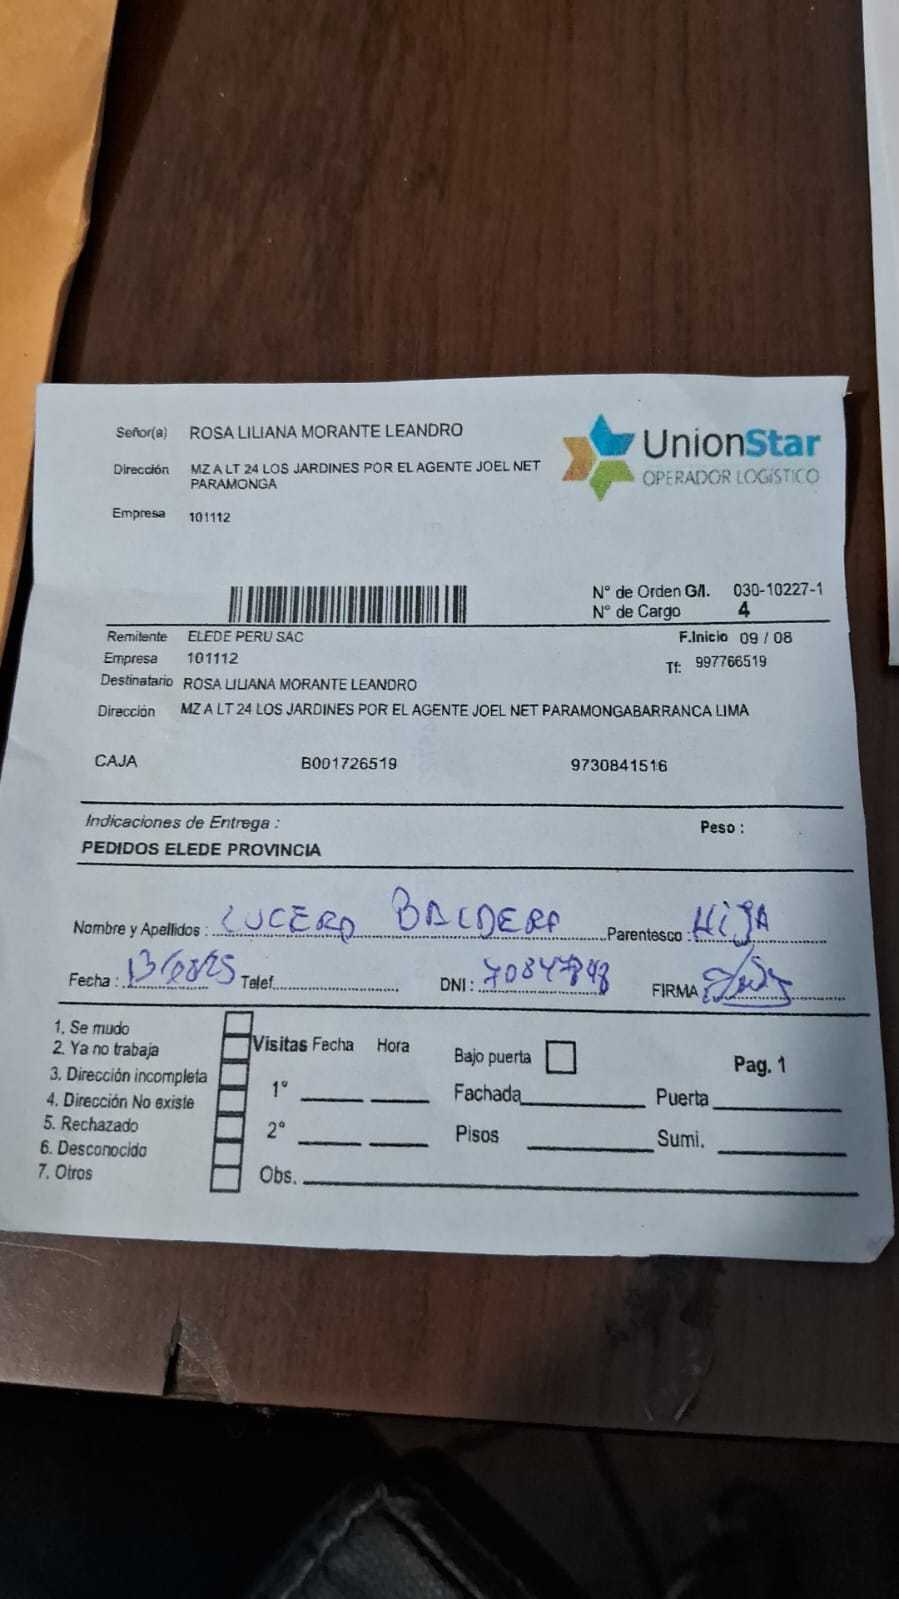 Señor(a) ROSA LILIANA MORANTE LEANDRO
UnionStar
OPERADOR LOGÍSTICO
Dirección MZ A LT 24 LOS JARDINES POR EL AGENTE JOEL NET
PARAMONGA
Empresa 101112
N° de Orden G/I. 030-10227-1
N° de Cargo 4
Remitente ELEDE PERU SAC F.Inicio 09 / 08
Empresa 101112 Tf: 997766519
Destinatario ROSA LILIANA MORANTE LEANDRO
Dirección MZ A LT 24 LOS JARDINES POR EL AGENTE JOEL NET PARAMONGABARRANCA LIMA
CAJA B001726519 9730841516
Indicaciones de Entrega : Peso :
PEDIDOS ELEDE PROVINCIA
Nombre y Apellidos : LUCERO BALDERA Parentesco : HIJA
Fecha : 13/08/25 Telef. DNI : FIRMA
1. Se mudo
2. Ya no trabaja
3. Dirección incompleta
4. Dirección No existe
5. Rechazado
6. Desconocido
7. Otros
Visitas Fecha Hora Bajo puerta Pag. 1
1° Fachada Puerta
2° Pisos Sumi.
Obs.